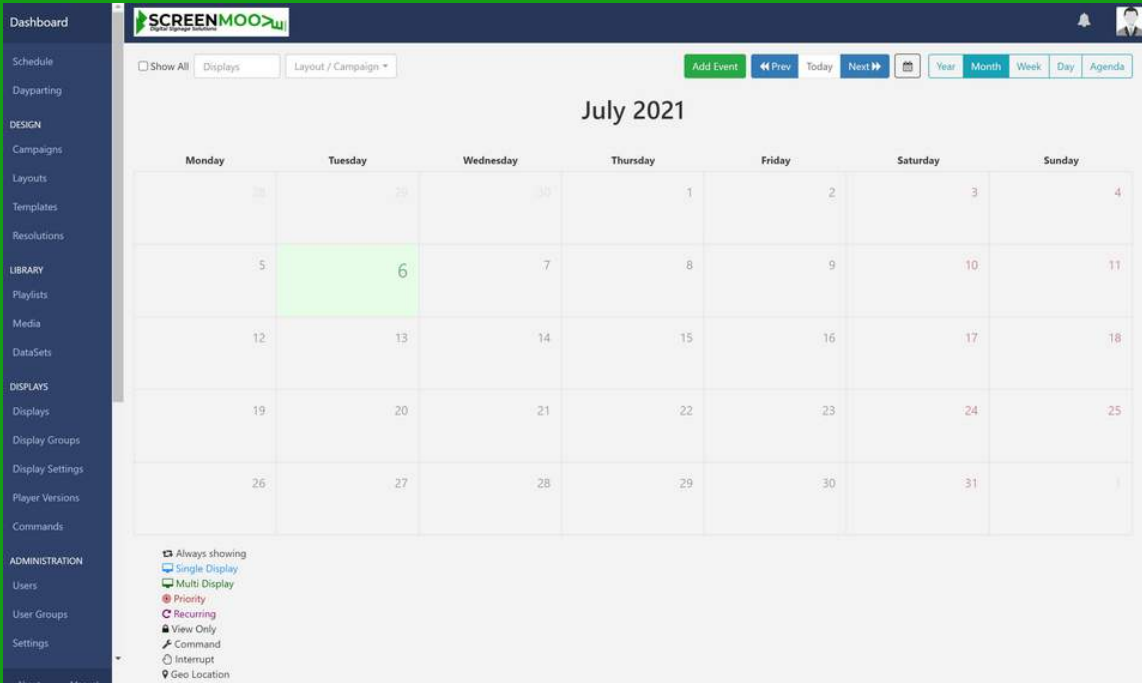 Dashboard
SCREENMOOV
Digital Signage Solutions
Schedule
Dayparting
DESIGN
Campaigns
Layouts
Templates
Resolutions
LIBRARY
Playlists
Media
DataSets
DISPLAYS
Displays
Display Groups
Display Settings
Player Versions
Commands
ADMINISTRATION
Users
User Groups
Settings
Show All Displays Layout / Campaign
Add Event Prev Today Next Year Month Week Day Agenda
July 2021
Monday Tuesday Wednesday Thursday Friday Saturday Sunday
28 29 30 1 2 3 4
5 6 7 8 9 10 11
12 13 14 15 16 17 18
19 20 21 22 23 24 25
26 27 28 29 30 31 1
Always showing
Single Display
Multi Display
Priority
Recurring
View Only
Command
Interrupt
Geo Location